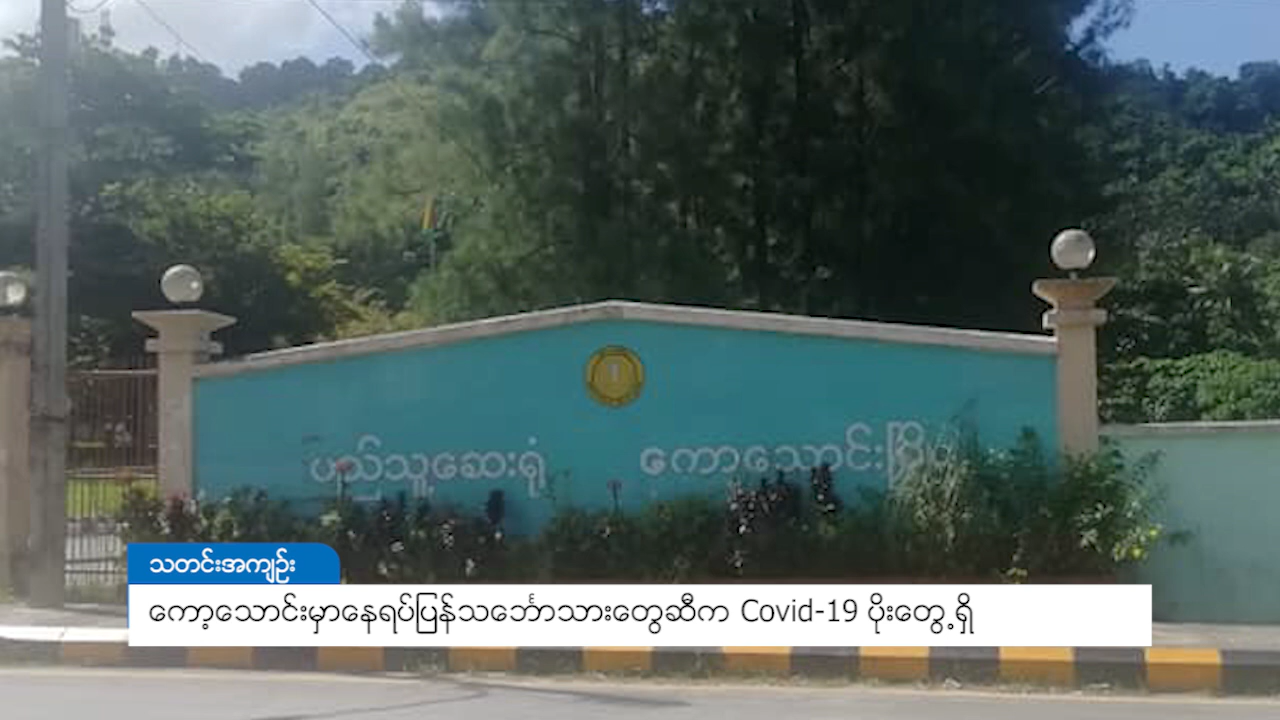 ပြည်သူ့ဆေးရုံ ကော့သောင်းမြို့
သတင်းအကျဉ်း
ကော့သောင်းမှာနေရပ်ပြန်သင်္ဘောသားတွေဆီက Covid-19 ပိုးတွေ့ရှိ